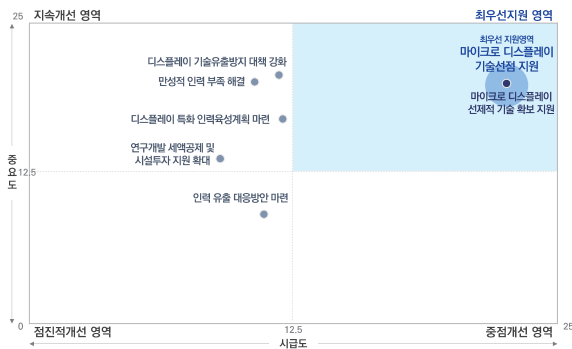 25
지속개선 영역
최우선지원 영역
최우선 지원영역
마이크로 디스플레이
기술선점 지원
마이크로 디스플레이
선제적 기술 확보 지원
디스플레이 기술유출방지 대책 강화
만성적 인력 부족 해결
디스플레이 특화 인력육성계획 마련
연구개발 세액공제 및
시설투자 지원 확대
인력 유출 대응방안 마련
중요도
12.5
0
점진적개선 영역
12.5
중점개선 영역
25
시급도